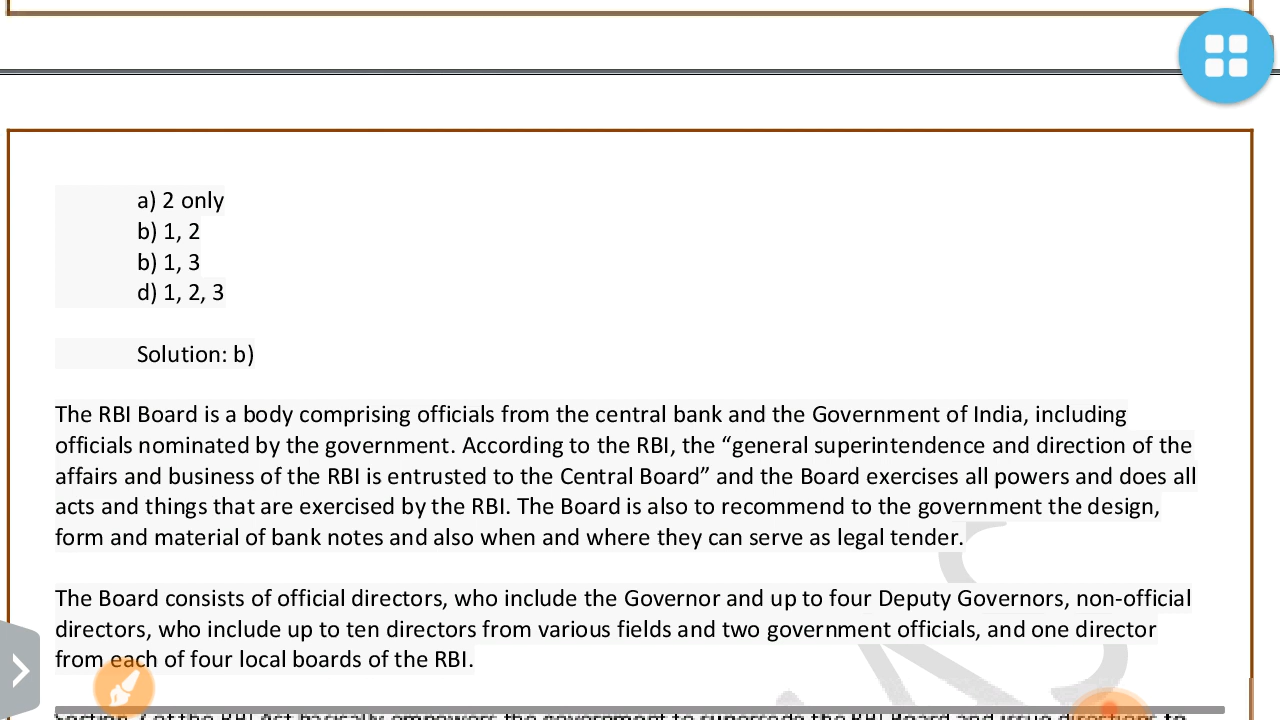 a) 2 only
b) 1, 2
b) 1, 3
d) 1, 2, 3
Solution: b)
The RBI Board is a body comprising officials from the central bank and the Government of India, including
officials nominated by the government. According to the RBI, the “general superintendence and direction of the
affairs and business of the RBI is entrusted to the Central Board” and the Board exercises all powers and does all
acts and things that are exercised by the RBI. The Board is also to recommend to the government the design,
form and material of bank notes and also when and where they can serve as legal tender.
The Board consists of official directors, who include the Governor and up to four Deputy Governors, non-official
directors, who include up to ten directors from various fields and two government officials, and one director
from each of four local boards of the RBI.